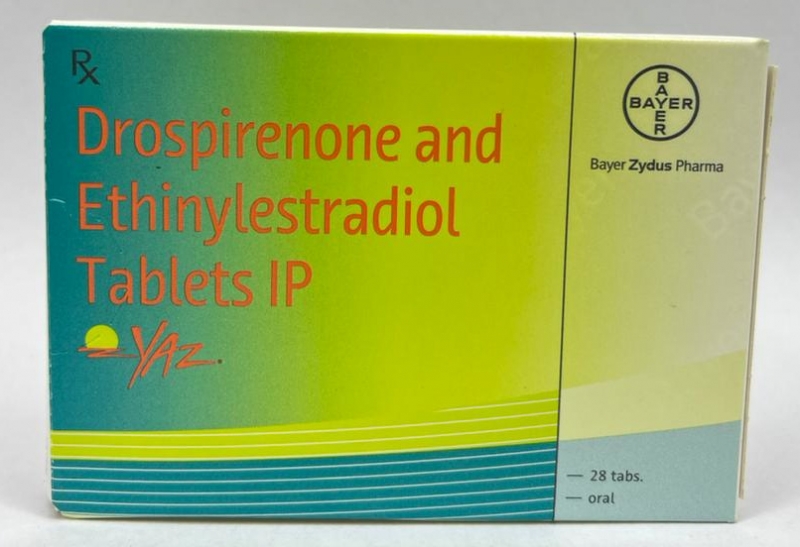 Rx
Drospirenone and
Ethinylestradiol
Tablets IP
YAZ
BAYER
BAYER
Bayer Zydus Pharma
— 28 tabs.
— oral